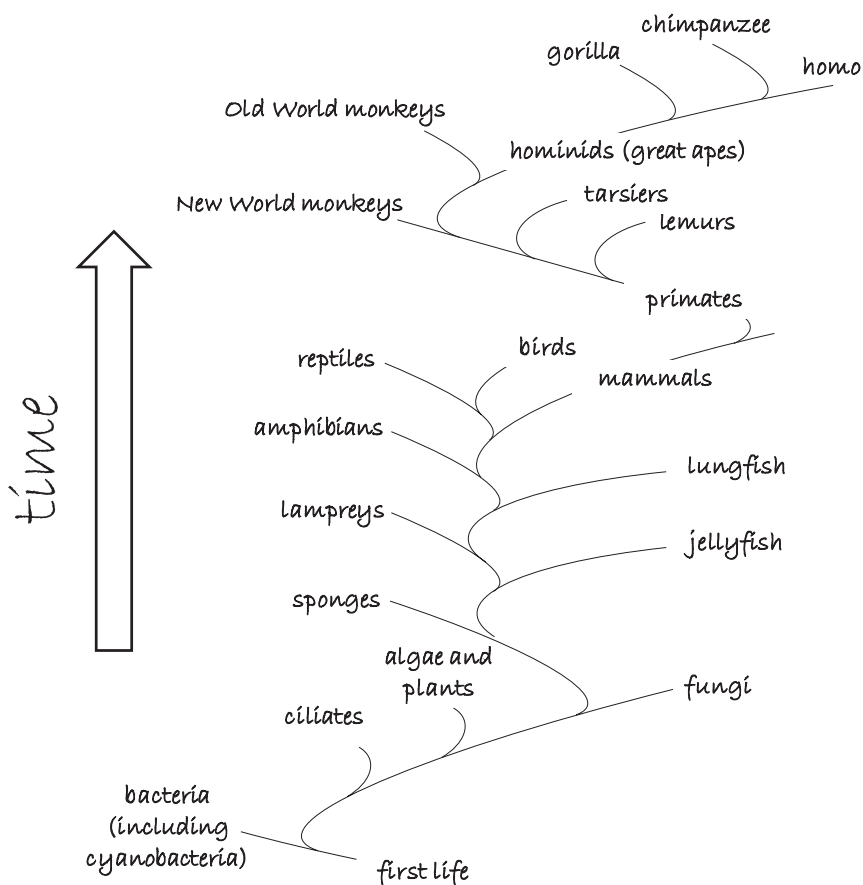 chimpanzee
gorilla
homo
Old World monkeys
hominids (great apes)
tarsiers
New World monkeys
lemurs
primates
birds
reptiles
mammals
amphibians
lungfish
lampreys
jellyfish
sponges
algae and
plants
fungi
ciliates
bacteria
(including
cyanobacteria)
first life
time